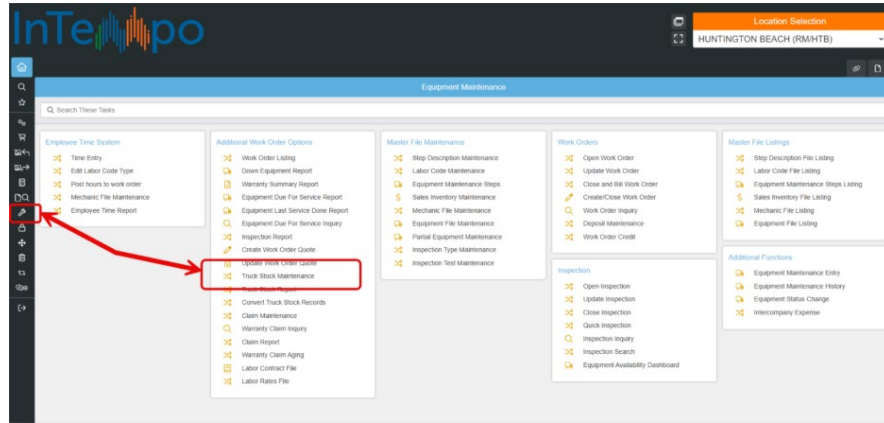 InTempo
Location Selection
HUNTINGTON BEACH (RM/HTB)
Equipment Maintenance
Search These Tasks
Employee Time System
Time Entry
Edit Labor Code Type
Post hours to work order
Mechanic File Maintenance
Employee Time Report
Additional Work Order Options
Work Order Listing
Down Equipment Report
Warranty Summary Report
Equipment Due For Service Report
Equipment Last Service Done Report
Equipment Due For Service Inquiry
Inspection Report
Create Work Order Quote
Update Work Order Quote
Truck Stock Maintenance
Truck Stock Report
Convert Truck Stock Records
Claim Maintenance
Warranty Claim Inquiry
Claim Report
Warranty Claim Aging
Labor Contract File
Labor Rates File
Master File Maintenance
Step Description Maintenance
Labor Code Maintenance
Equipment Maintenance Steps
Sales Inventory Maintenance
Mechanic File Maintenance
Equipment File Maintenance
Partial Equipment Maintenance
Inspection Type Maintenance
Inspection Test Maintenance
Work Orders
Open Work Order
Update Work Order
Close and Bill Work Order
Create/Close Work Order
Work Order Inquiry
Deposit Maintenance
Work Order Credit
Inspection
Open Inspection
Update Inspection
Close Inspection
Quick Inspection
Inspection Inquiry
Inspection Search
Equipment Availability Dashboard
Master File Listings
Step Description File Listing
Labor Code File Listing
Equipment Maintenance Steps Listing
Sales Inventory File Listing
Mechanic File Listing
Equipment File Listing
Additional Functions
Equipment Maintenance Entry
Equipment Maintenance History
Equipment Status Change
Intercompany Expense